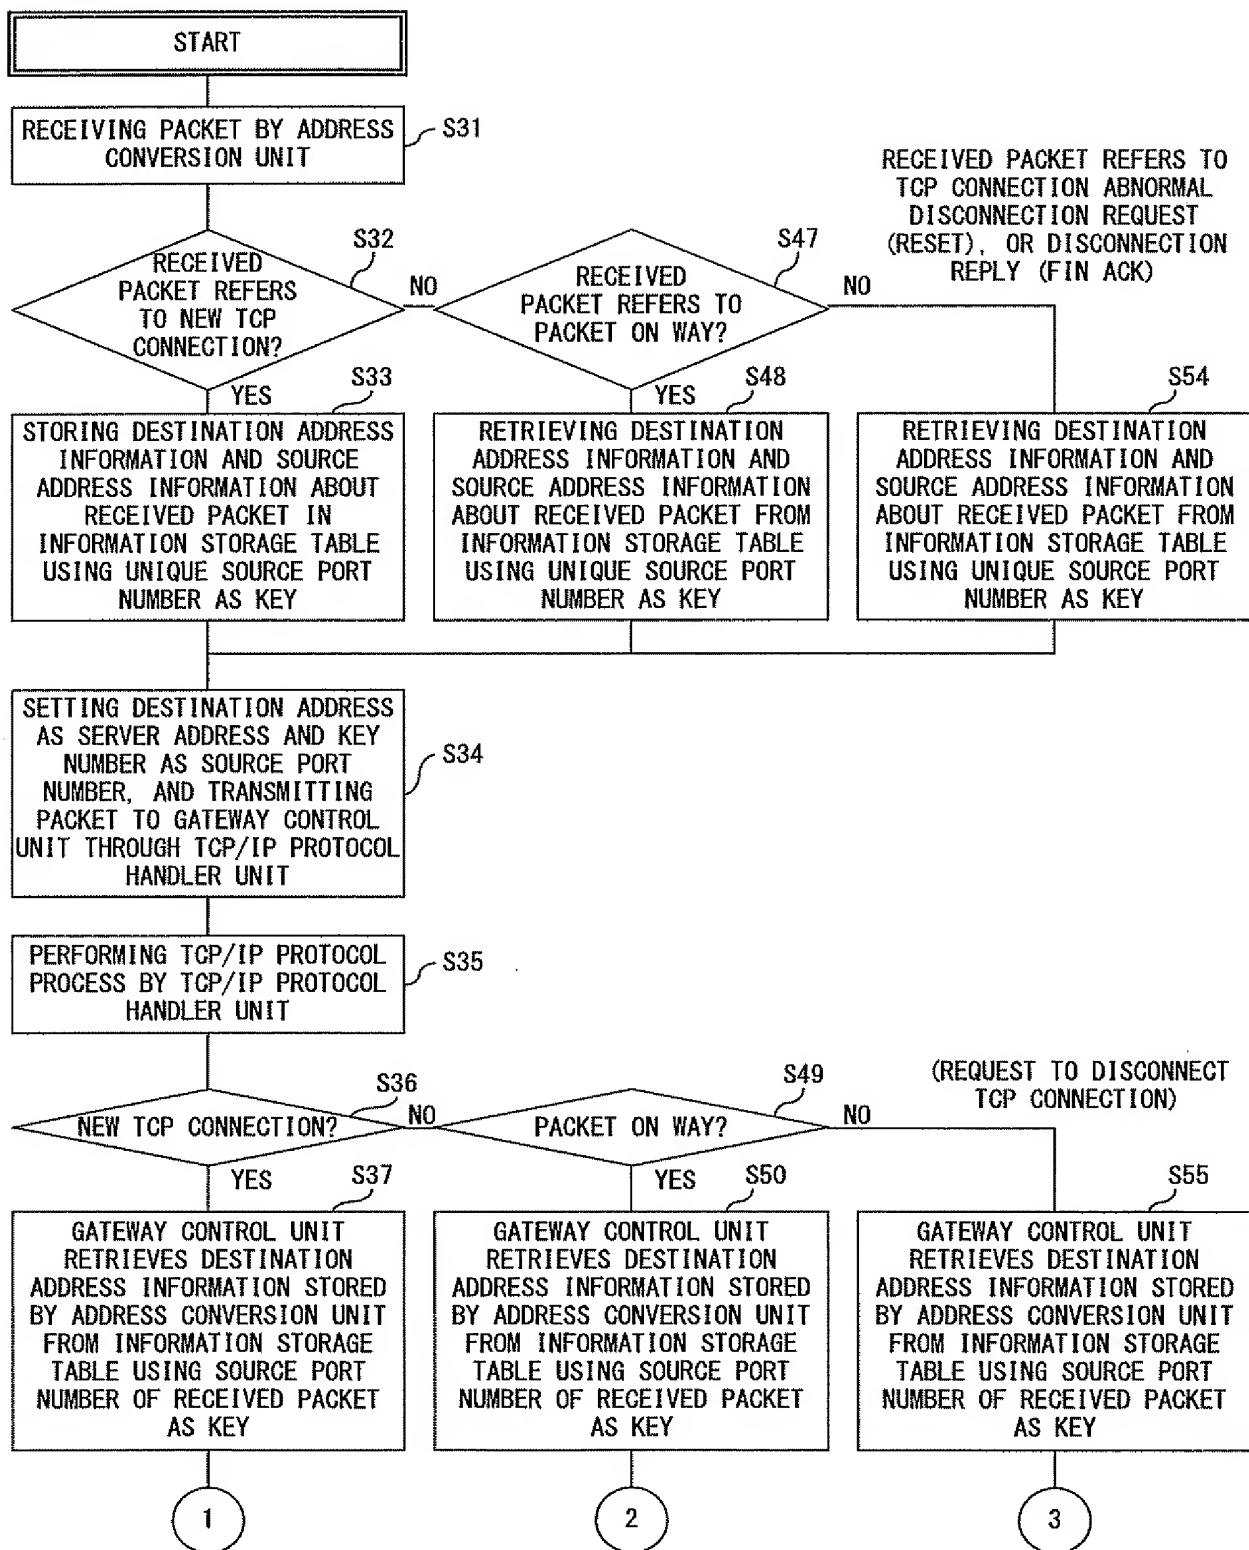 START
RECEIVING PACKET BY ADDRESS
CONVERSION UNIT
S31
RECEIVED PACKET REFERS TO
TCP CONNECTION ABNORMAL
DISCONNECTION REQUEST
(RESET), OR DISCONNECTION
REPLY (FIN ACK)
S32
RECEIVED
PACKET REFERS
TO NEW TCP
CONNECTION?
NO
YES
S47
RECEIVED
PACKET REFERS TO
PACKET ON WAY?
NO
YES
S33
STORING DESTINATION ADDRESS
INFORMATION AND SOURCE
ADDRESS INFORMATION ABOUT
RECEIVED PACKET IN
INFORMATION STORAGE TABLE
USING UNIQUE SOURCE PORT
NUMBER AS KEY
S48
RETRIEVING DESTINATION
ADDRESS INFORMATION AND
SOURCE ADDRESS INFORMATION
ABOUT RECEIVED PACKET FROM
INFORMATION STORAGE TABLE
USING UNIQUE SOURCE PORT
NUMBER AS KEY
S54
RETRIEVING DESTINATION
ADDRESS INFORMATION AND
SOURCE ADDRESS INFORMATION
ABOUT RECEIVED PACKET FROM
INFORMATION STORAGE TABLE
USING UNIQUE SOURCE PORT
NUMBER AS KEY
SETTING DESTINATION ADDRESS
AS SERVER ADDRESS AND KEY
NUMBER AS SOURCE PORT
NUMBER, AND TRANSMITTING
PACKET TO GATEWAY CONTROL
UNIT THROUGH TCP/IP PROTOCOL
HANDLER UNIT
S34
PERFORMING TCP/IP PROTOCOL
PROCESS BY TCP/IP PROTOCOL
HANDLER UNIT
S35
S36
NEW TCP CONNECTION?
NO
YES
S49
PACKET ON WAY?
NO
YES
(REQUEST TO DISCONNECT
TCP CONNECTION)
S37
GATEWAY CONTROL UNIT
RETRIEVES DESTINATION
ADDRESS INFORMATION STORED
BY ADDRESS CONVERSION UNIT
FROM INFORMATION STORAGE
TABLE USING SOURCE PORT
NUMBER OF RECEIVED PACKET
AS KEY
S50
GATEWAY CONTROL UNIT
RETRIEVES DESTINATION
ADDRESS INFORMATION STORED
BY ADDRESS CONVERSION UNIT
FROM INFORMATION STORAGE
TABLE USING SOURCE PORT
NUMBER OF RECEIVED PACKET
AS KEY
S55
GATEWAY CONTROL UNIT
RETRIEVES DESTINATION
ADDRESS INFORMATION STORED
BY ADDRESS CONVERSION UNIT
FROM INFORMATION STORAGE
TABLE USING SOURCE PORT
NUMBER OF RECEIVED PACKET
AS KEY
1
2
3